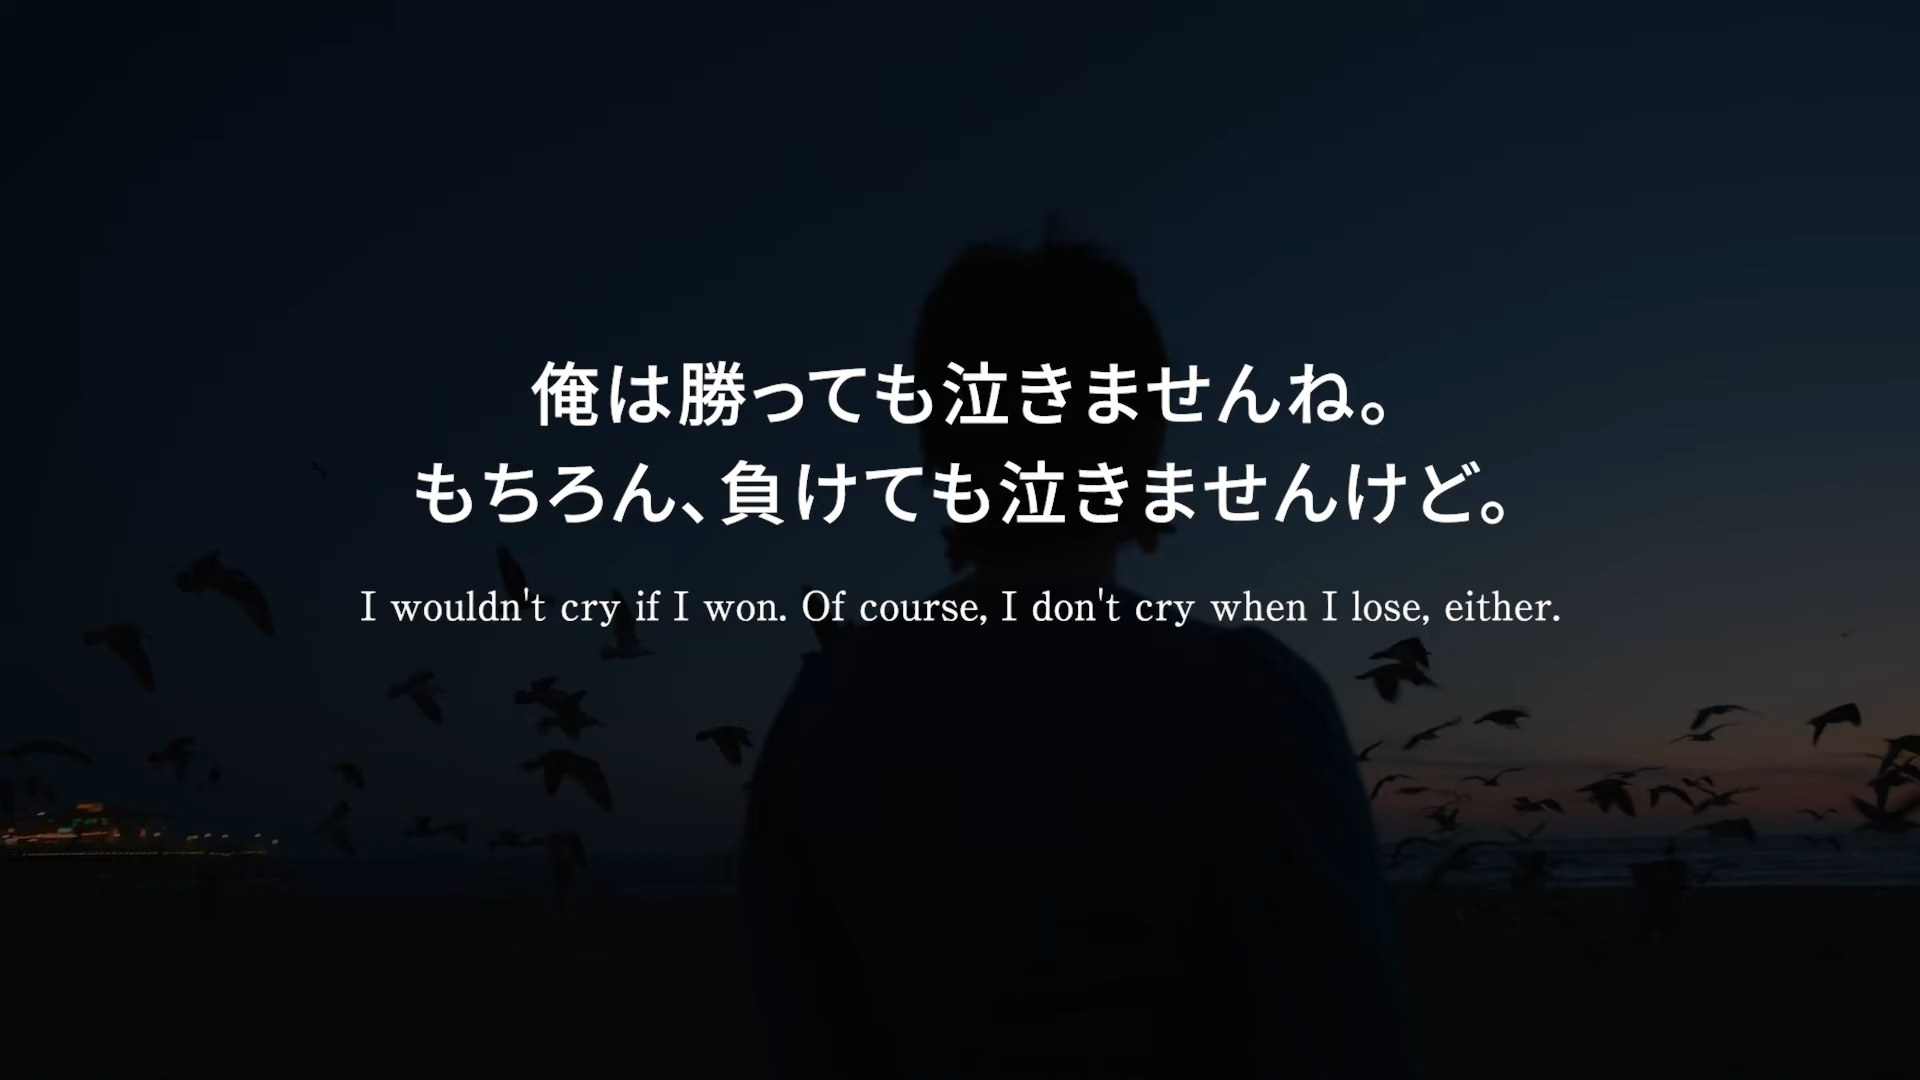 俺は勝っても泣きませんね。
もちろん、負けても泣きませんけど。
I wouldn't cry if I won. Of course, I don't cry when I lose, either.